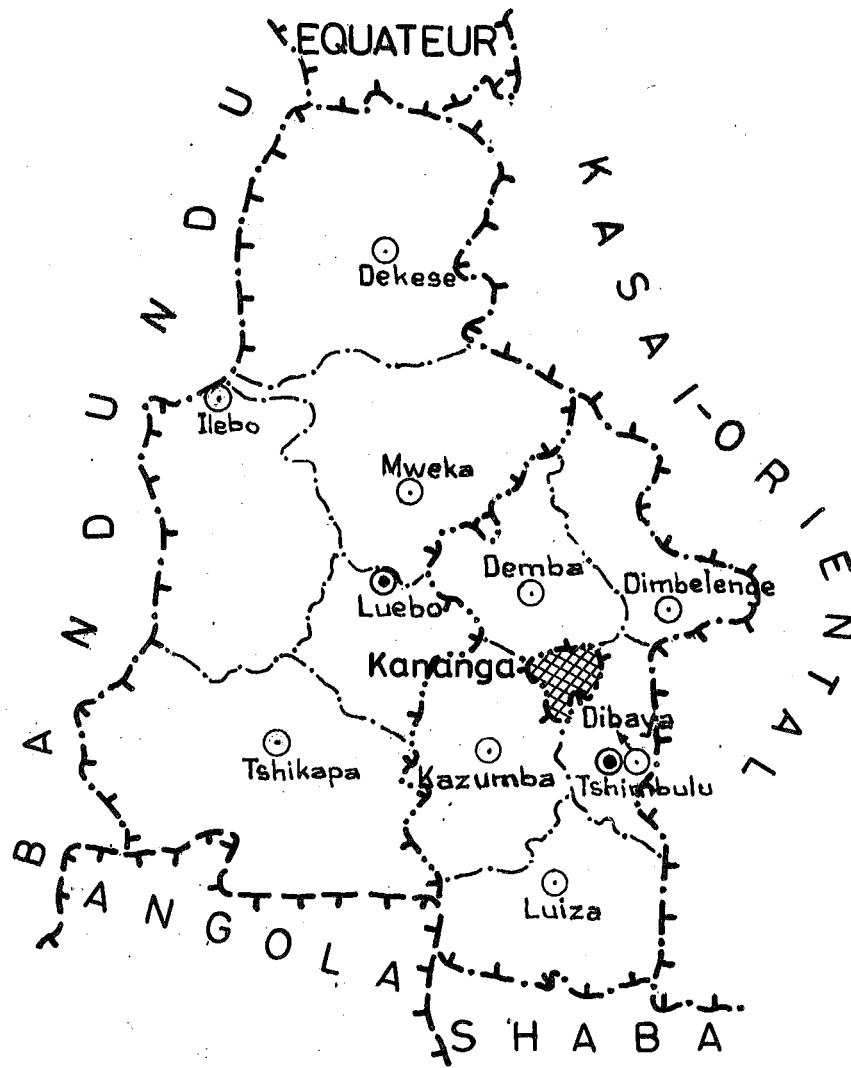 EQUATEUR
BANDUNDU
KASAI-ORIENTAL
Dekese
Ilebo
Mweka
Demba
Dimbelenge
Luebo
Kananga
Dibaya
Tshikapa
Kazumba
Tshimbulu
Luiza
ANGOLA
SHABA